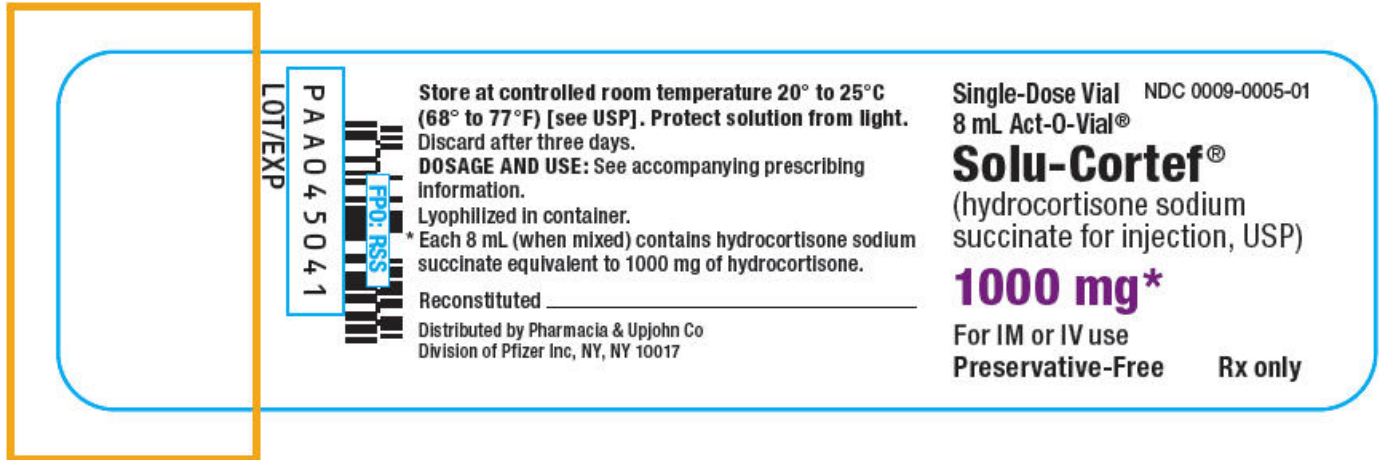 LOT/EXP
PAA045041
FPO: RSS
Store at controlled room temperature 20° to 25°C
(68° to 77°F) [see USP]. Protect solution from light.
Discard after three days.
DOSAGE AND USE: See accompanying prescribing
information.
Lyophilized in container.
* Each 8 mL (when mixed) contains hydrocortisone sodium
succinate equivalent to 1000 mg of hydrocortisone.
Reconstituted
Distributed by Pharmacia & Upjohn Co
Division of Pfizer Inc, NY, NY 10017
Single-Dose Vial NDC 0009-0005-01
8 mL Act-O-Vial®
Solu-Cortef®
(hydrocortisone sodium
succinate for injection, USP)
1000 mg*
For IM or IV use
Preservative-Free Rx only